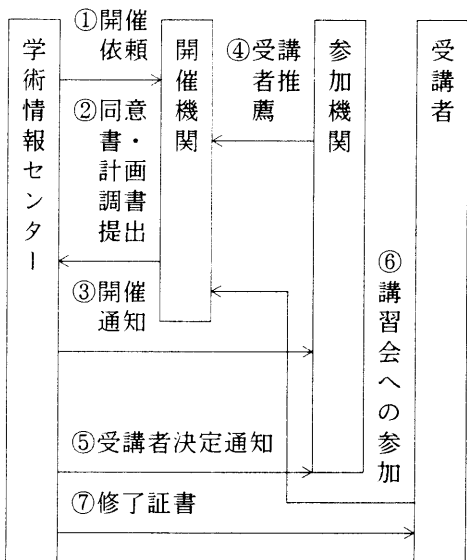 学術情報センター
①開催
依頼
開催機関
④受講
者推
薦
参加機関
受講者
②同意
書・
計画
調書
提出
③開催
通知
⑥講習会への参加
⑤受講者決定通知
⑦修了証書